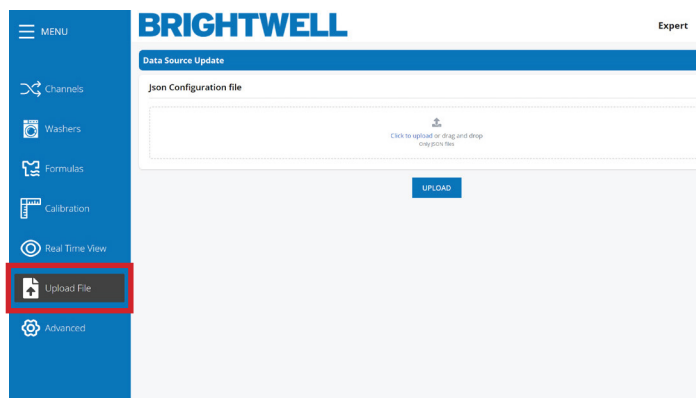 MENU
BRIGHTWELL
Expert
Data Source Update
Json Configuration file
Click to upload or drag and drop
Only JSON files
UPLOAD
Channels
Washers
Formulas
Calibration
Real Time View
Upload File
Advanced